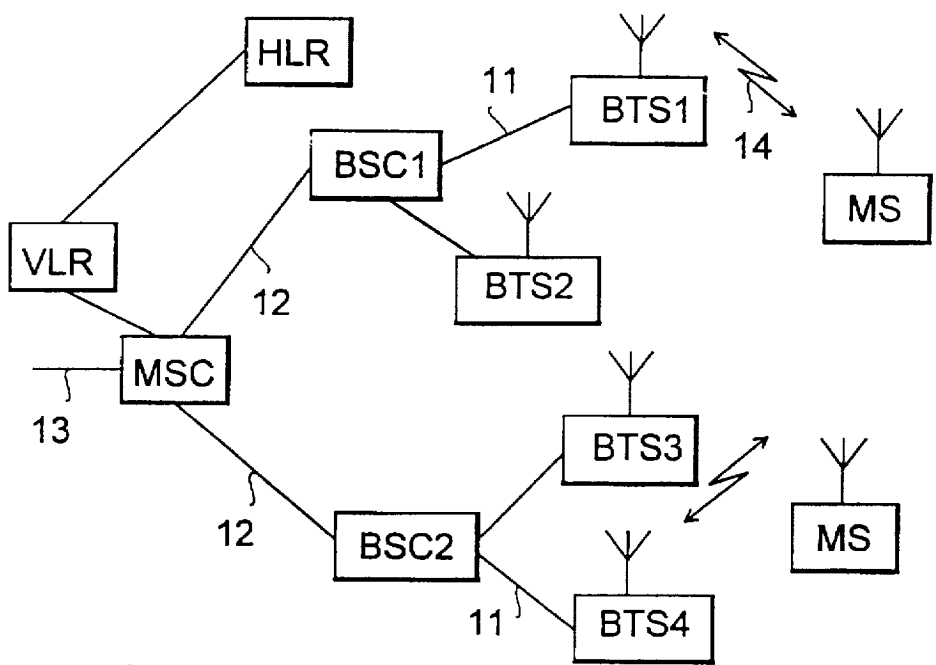 HLR
11
BTS1
14
BSC1
MS
VLR
12
BTS2
MSC
13
BTS3
12
BSC2
MS
11
BTS4